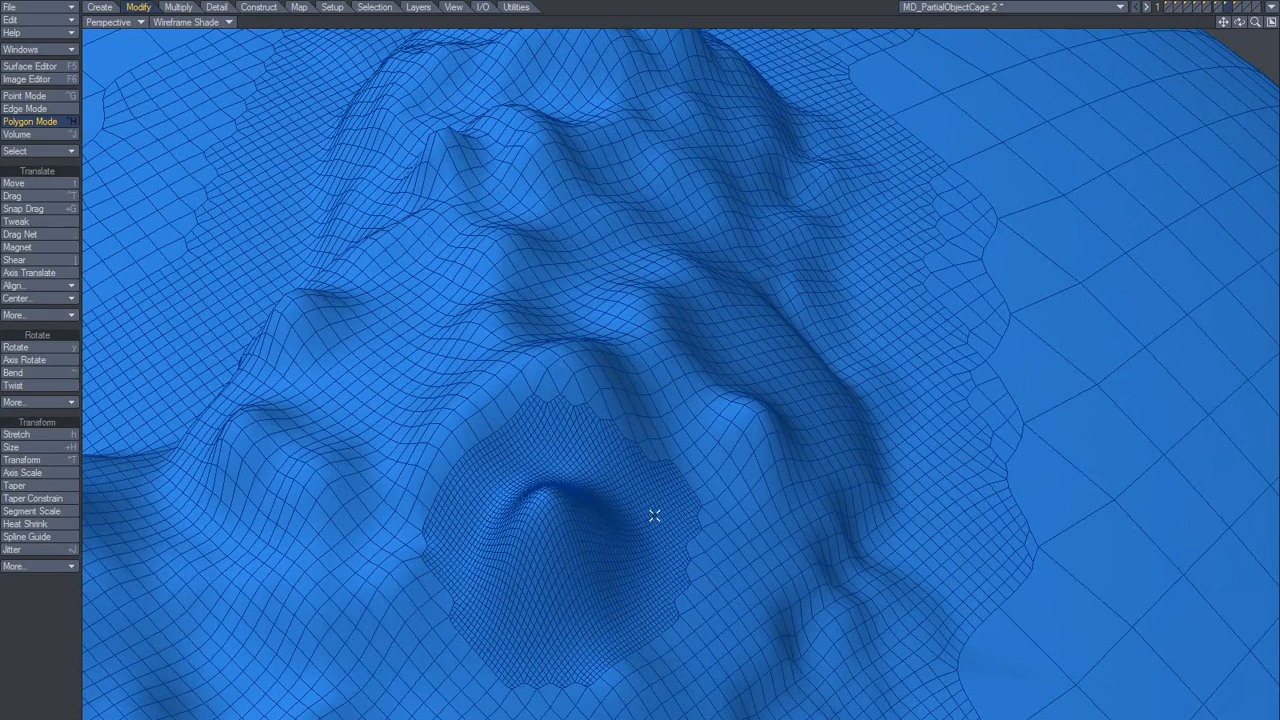 File
Create
Modify
Multiply
Detail
Construct
Map
Setup
Selection
Layers
View
I/O
Utilities
MD_PartialObjectCage 2 *
1
Edit
Perspective
Wireframe Shade
Help
Windows
Surface Editor F5
Image Editor F6
Point Mode ^G
Edge Mode
Polygon Mode ^H
Volume ^J
Select
Translate
Move t
Drag ^T
Snap Drag +G
Tweak
Drag Net ;
Magnet :
Shear [
Axis Translate
Align...
Center...
More...
Rotate
Rotate y
Axis Rotate
Bend ~
Twist
More...
Transform
Stretch h
Size +H
Transform ^T
Axis Scale
Taper
Taper Constrain
Segment Scale
Heat Shrink
Spline Guide
Jitter +J
More...